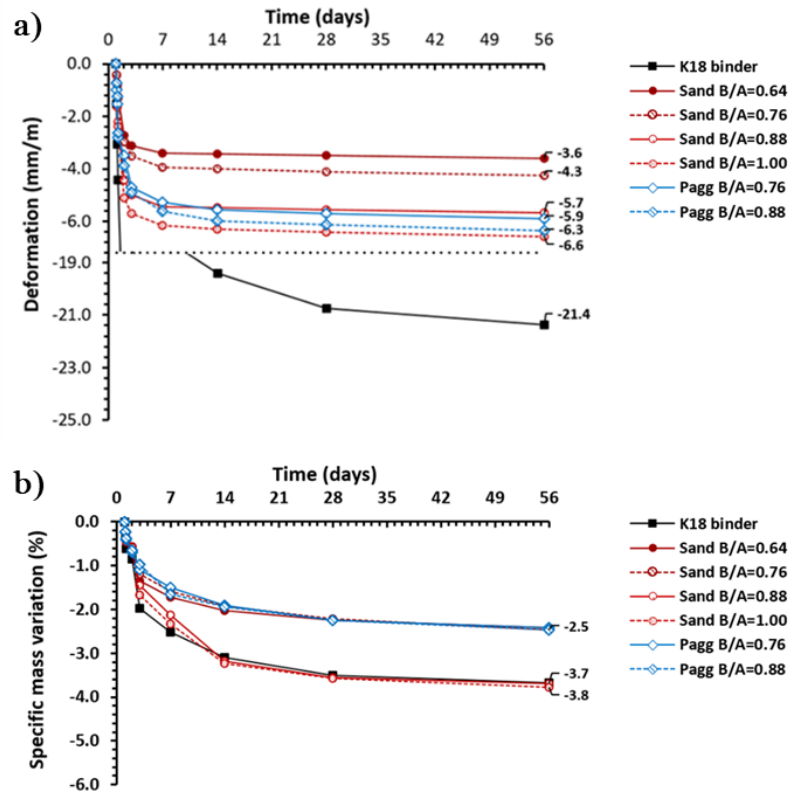 a)
Time (days)
0 7 14 21 28 35 42 49 56
Deformation (mm/m)
0.0
-2.0
-4.0
-6.0
-19.0
-21.0
-23.0
-25.0
-3.6
-4.3
-5.7
-5.9
-6.3
-6.6
-21.4
K18 binder
Sand B/A=0.64
Sand B/A=0.76
Sand B/A=0.88
Sand B/A=1.00
Pagg B/A=0.76
Pagg B/A=0.88
b)
Time (days)
0 7 14 21 28 35 42 49 56
Specific mass variation (%)
0.0
-1.0
-2.0
-3.0
-4.0
-5.0
-6.0
-2.5
-3.7
-3.8
K18 binder
Sand B/A=0.64
Sand B/A=0.76
Sand B/A=0.88
Sand B/A=1.00
Pagg B/A=0.76
Pagg B/A=0.88